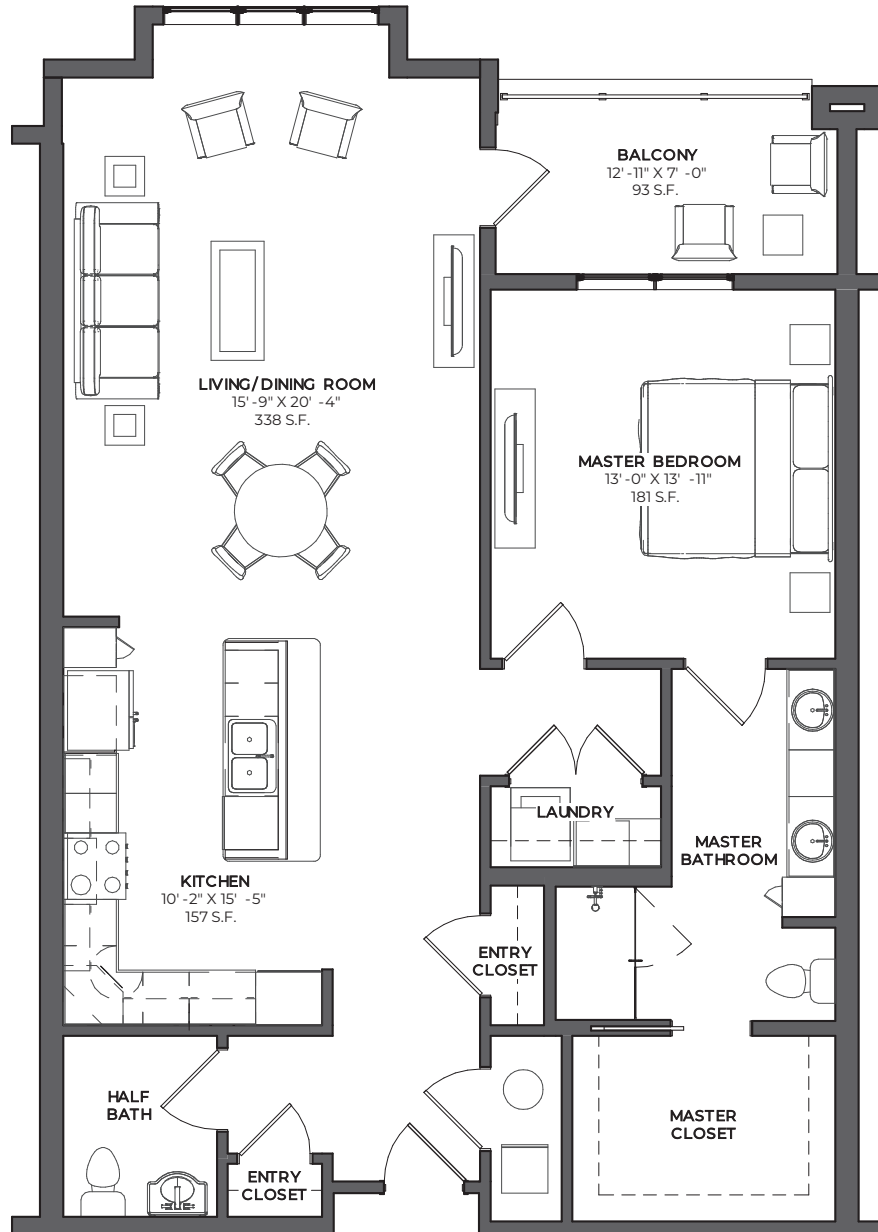 BALCONY
12' -11" X 7' -0"
93 S.F.
LIVING/DINING ROOM
15' -9" X 20' -4"
338 S.F.
MASTER BEDROOM
13' -0" X 13' -11"
181 S.F.
LAUNDRY
MASTER
BATHROOM
KITCHEN
10' -2" X 15' -5"
157 S.F.
ENTRY
CLOSET
HALF
BATH
MASTER
CLOSET
ENTRY
CLOSET